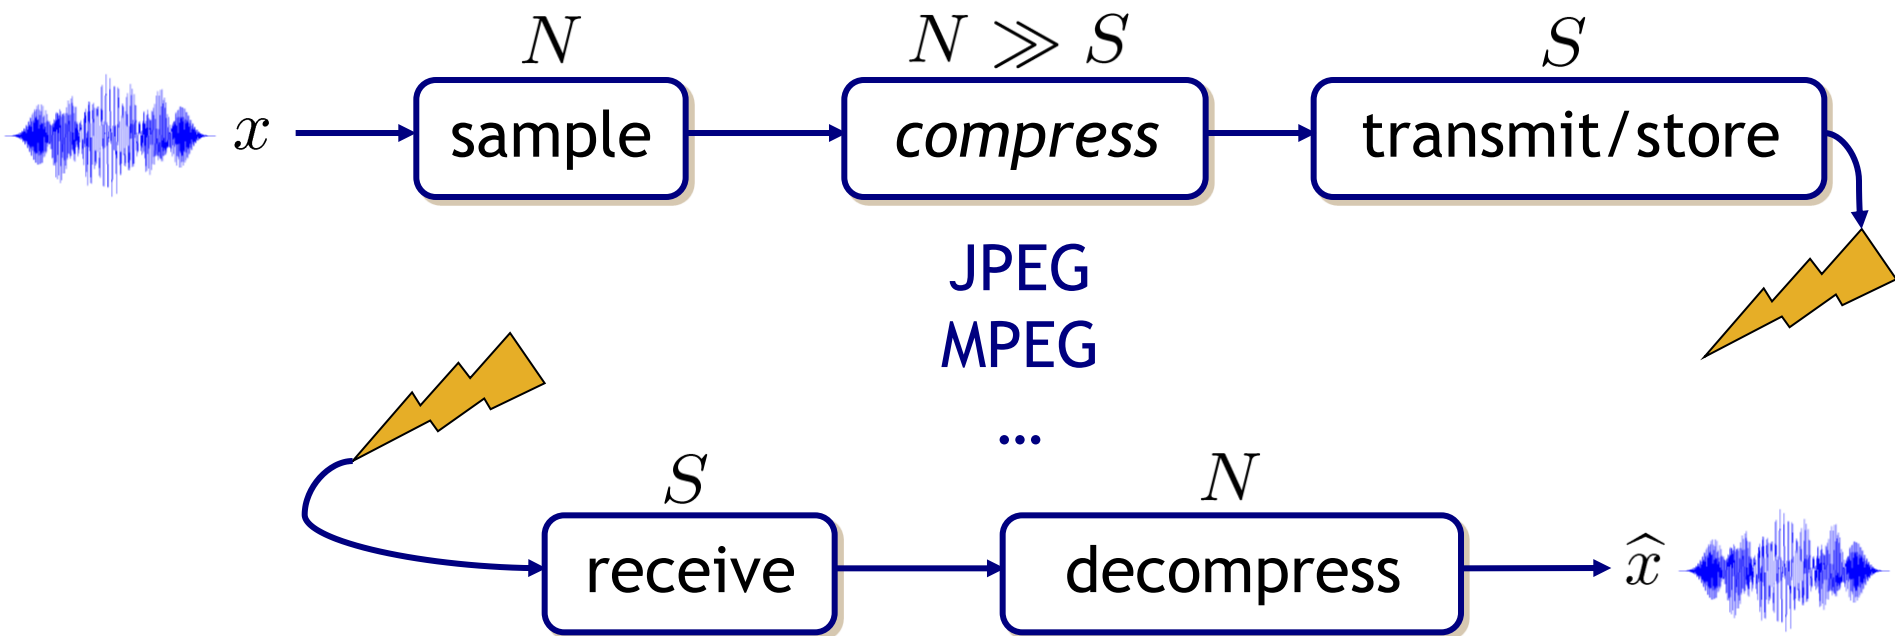 N N ≫ S S
x sample compress transmit/store
JPEG
MPEG
...
S N
receive decompress x̂